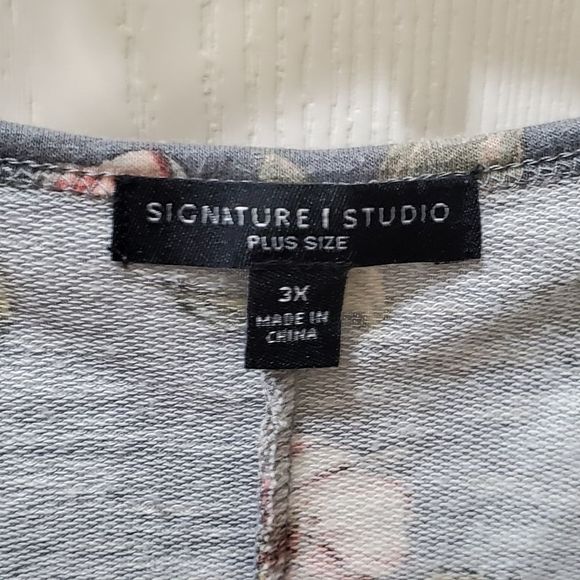 SIGNATURE | STUDIO
PLUS SIZE
3X
MADE IN
CHINA